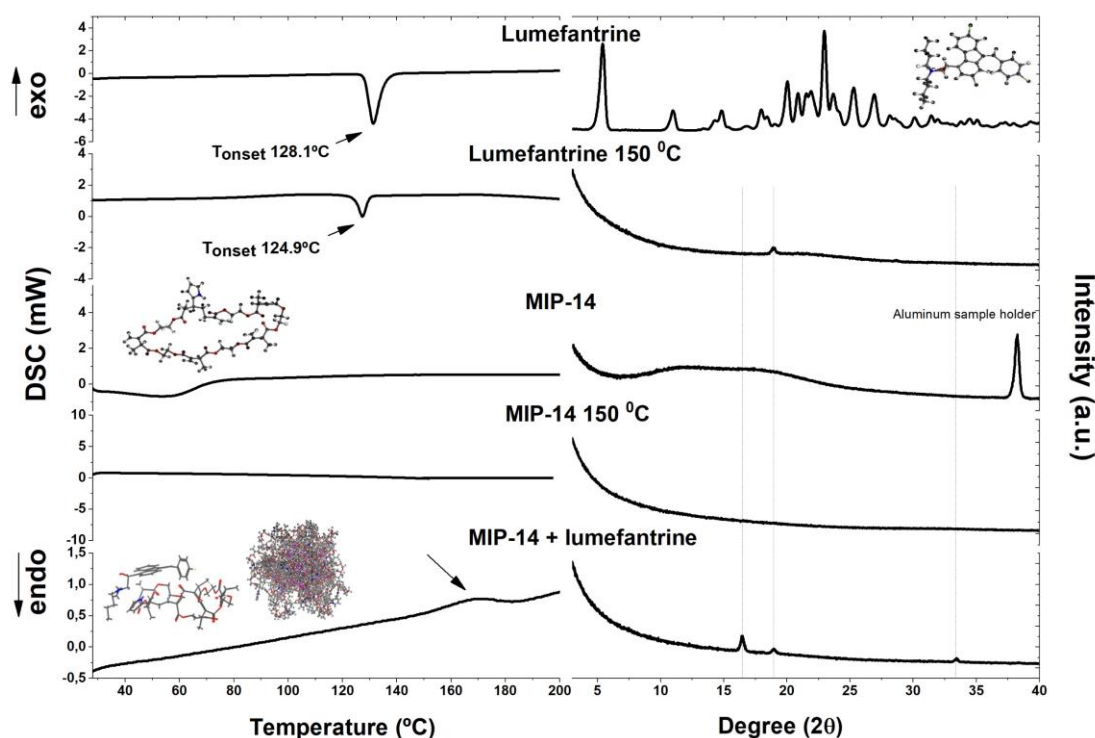 Lumefantrine
4
2
0
-2
-4
-6
exo
Tonset 128.1ºC
Lumefantrine 150 ⁰C
4
2
0
-2
-4
Tonset 124.9ºC
MIP-14
Aluminum sample holder
4
2
0
DSC (mW)
Intensity (a.u.)
MIP-14 150 ⁰C
10
5
0
-5
-10
MIP-14 + lumefantrine
endo
1,5
1,0
0,5
0,0
-0,5
40 60 80 100 120 140 160 180 200 5 10 15 20 25 30 35 40
Temperature (ºC) Degree (2θ)